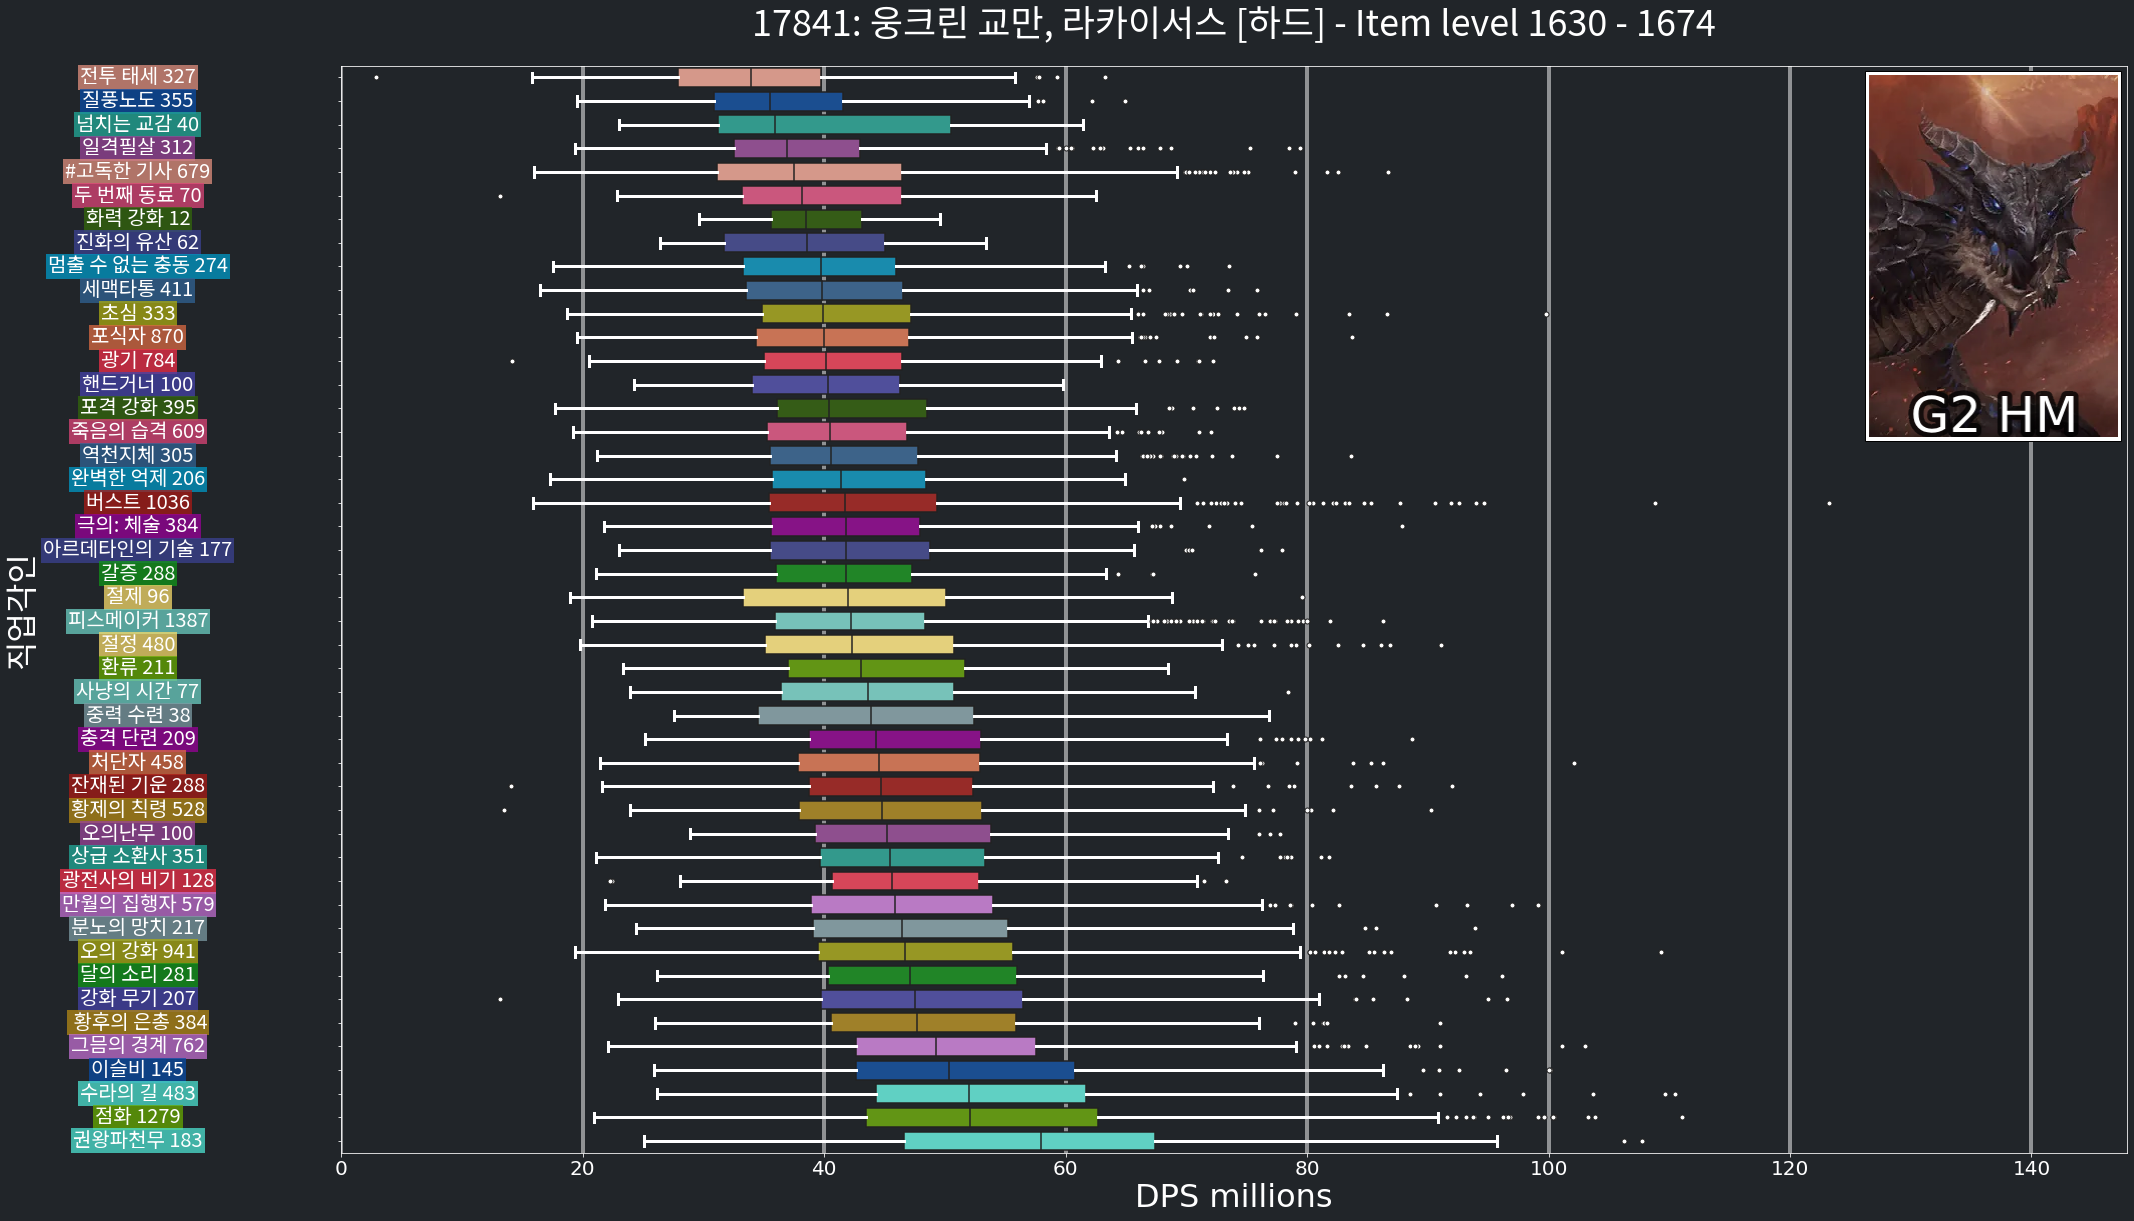 17841: 웅크린 교만, 라카이서스 [하드] - Item level 1630 - 1674
전투 태세 327
질풍노도 355
넘치는 교감 40
일격필살 312
#고독한 기사 679
두 번째 동료 70
화력 강화 12
진화의 유산 62
멈출 수 없는 충동 274
세맥타통 411
초심 333
포식자 870
광기 784
핸드거너 100
포격 강화 395
죽음의 습격 609
역천지체 305
완벽한 억제 206
버스트 1036
극의: 체술 384
아르데타인의 기술 177
갈증 288
절제 96
피스메이커 1387
절정 480
환류 211
사냥의 시간 77
중력 수련 38
충격 단련 209
처단자 458
잔재된 기운 288
황제의 칙령 528
오의난무 100
상급 소환사 351
광전사의 비기 128
만월의 집행자 579
분노의 망치 217
오의 강화 941
달의 소리 281
강화 무기 207
황후의 은총 384
그믐의 경계 762
이슬비 145
수라의 길 483
점화 1279
권왕파천무 183
직업각인
G2 HM
0 20 40 60 80 100 120 140
DPS millions